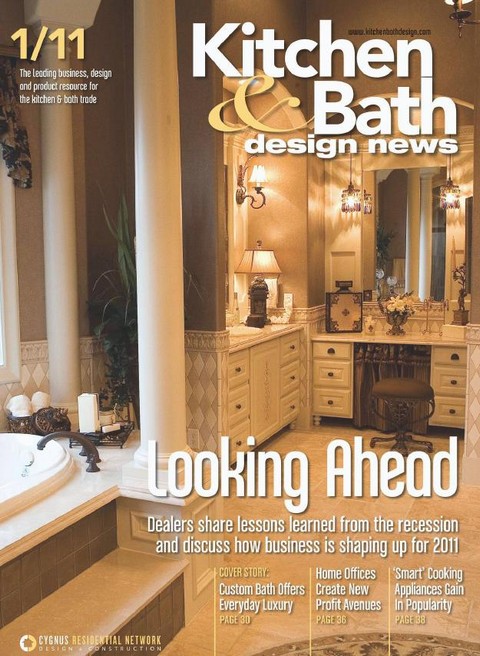 1/11
The leading business, design
and product resource for
the kitchen & bath trade
www.kitchenbathdesign.com
Kitchen
& Bath
design news
Looking Ahead
Dealers share lessons learned from the recession
and discuss how business is shaping up for 2011
COVER STORY:
Custom Bath Offers
Everyday Luxury
PAGE 30
Home Offices
Create New
Profit Avenues
PAGE 36
'Smart' Cooking
Appliances Gain
In Popularity
PAGE 38
CYGNUS RESIDENTIAL NETWORK
DESIGN & CONSTRUCTION